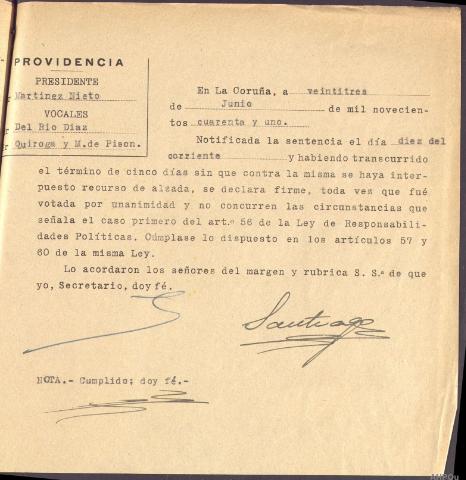 PROVIDENCIA
PRESIDENTE
Martinez Nieto
VOCALES
Del Rio Diaz
Quiroga y M.de Pison.
En La Coruña, a veintitres
de Junio de mil novecien-
tos cuarenta y uno.
Notificada la sentencia el día diez del
corriente y habiendo transcurrido
el término de cinco días sin que contra la misma se haya inter-
puesto recurso de alzada, se declara firme, toda vez que fué
votada por unanimidad y no concurren las circunstancias que
señala el caso primero del art.º 56 de la Ley de Responsabili-
dades Políticas. Cúmplase lo dispuesto en los artículos 57 y
60 de la misma Ley.
Lo acordaron los señores del margen y rubrica S. S.ª de que
yo, Secretario, doy fé.
Santiago
NOTA.- Cumplido; doy fé.-